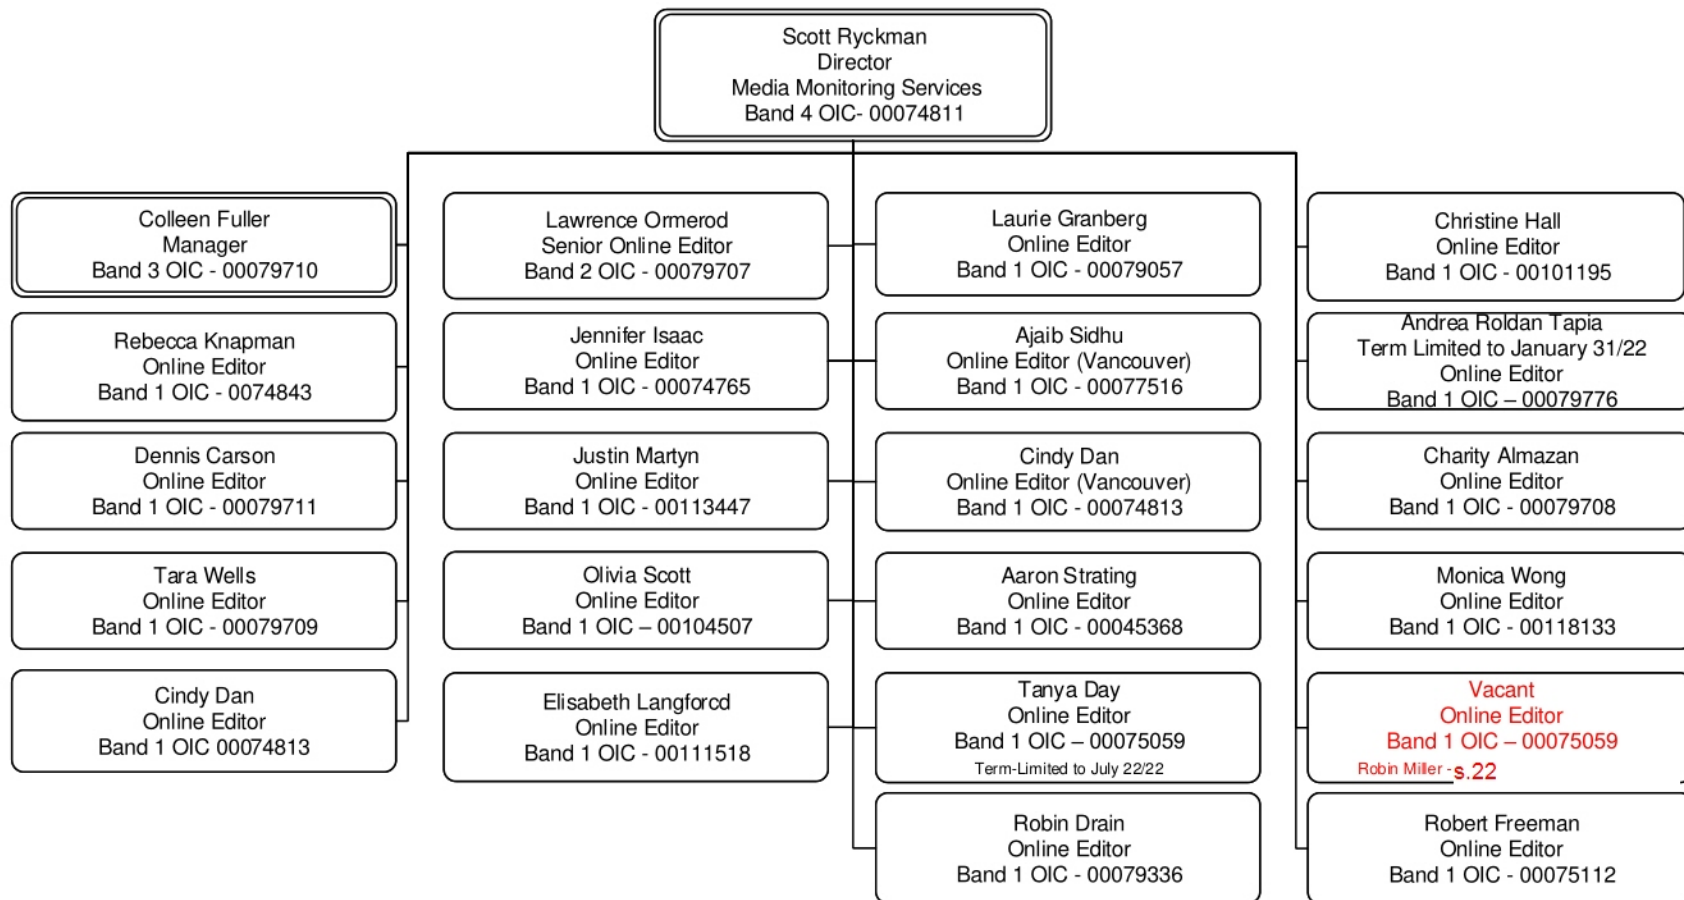 Scott Ryckman
Director
Media Monitoring Services
Band 4 OIC- 00074811
Colleen Fuller
Manager
Band 3 OIC - 00079710
Rebecca Knapman
Online Editor
Band 1 OIC - 0074843
Dennis Carson
Online Editor
Band 1 OIC - 00079711
Tara Wells
Online Editor
Band 1 OIC - 00079709
Cindy Dan
Online Editor
Band 1 OIC 00074813
Lawrence Ormerod
Senior Online Editor
Band 2 OIC - 00079707
Jennifer Isaac
Online Editor
Band 1 OIC - 00074765
Justin Martyn
Online Editor
Band 1 OIC - 00113447
Olivia Scott
Online Editor
Band 1 OIC – 00104507
Elisabeth Langforcd
Online Editor
Band 1 OIC - 00111518
Laurie Granberg
Online Editor
Band 1 OIC - 00079057
Ajaib Sidhu
Online Editor (Vancouver)
Band 1 OIC - 00077516
Cindy Dan
Online Editor (Vancouver)
Band 1 OIC - 00074813
Aaron Strating
Online Editor
Band 1 OIC - 00045368
Tanya Day
Online Editor
Band 1 OIC – 00075059
Term-Limited to July 22/22
Robin Drain
Online Editor
Band 1 OIC - 00079336
Christine Hall
Online Editor
Band 1 OIC - 00101195
Andrea Roldan Tapia
Term Limited to January 31/22
Online Editor
Band 1 OIC – 00079776
Charity Almazan
Online Editor
Band 1 OIC - 00079708
Monica Wong
Online Editor
Band 1 OIC - 00118133
Vacant
Online Editor
Band 1 OIC – 00075059
Robin Miller - s.22
Robert Freeman
Online Editor
Band 1 OIC - 00075112